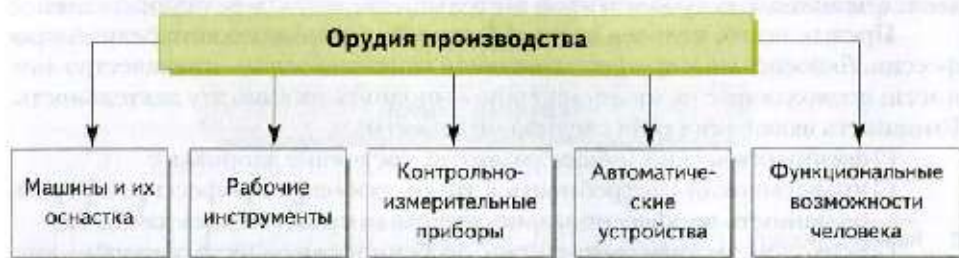 Орудия производства
Машины и их
оснастка
Рабочие
инструменты
Контрольно-
измерительные
приборы
Автоматиче-
ские
устройства
Функциональные
возможности
человека